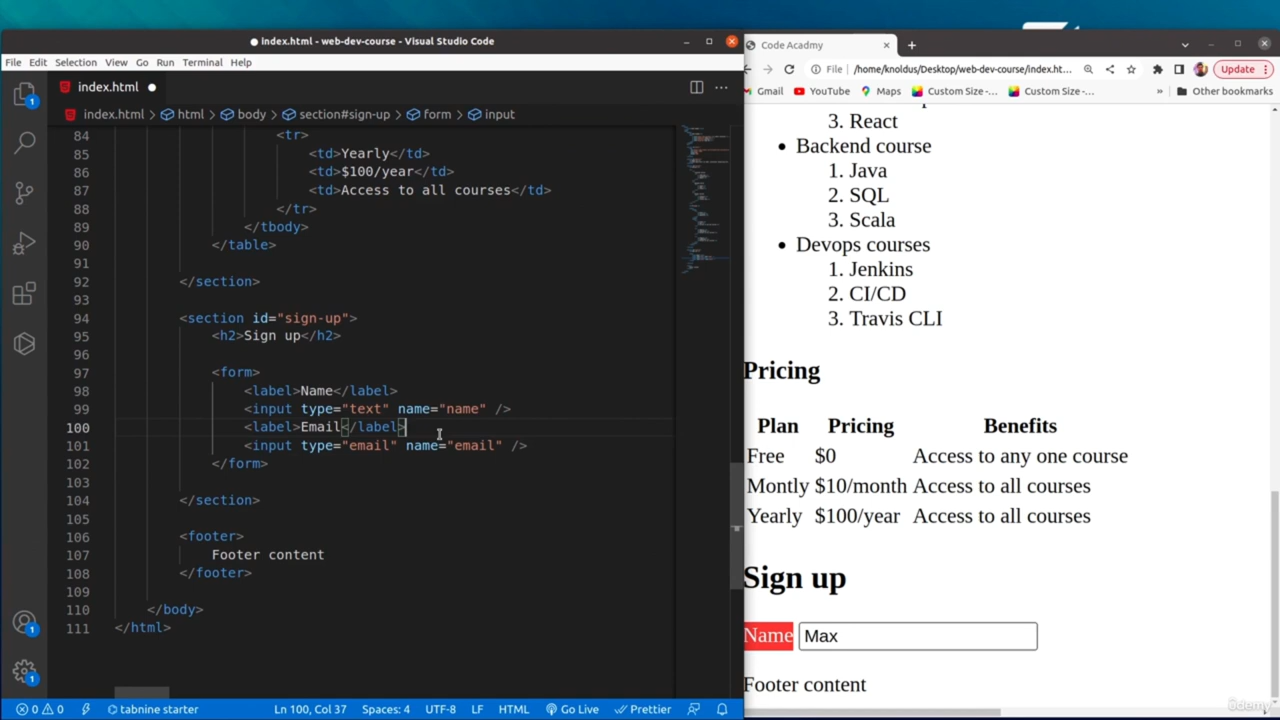 index.html - web-dev-course - Visual Studio Code
File Edit Selection View Go Run Terminal Help
index.html
index.html > html > body > section#sign-up > form > input
84 <tr>
85 <td>Yearly</td>
86 <td>$100/year</td>
87 <td>Access to all courses</td>
88 </tr>
89 </tbody>
90 </table>
91
92 </section>
93
94 <section id="sign-up">
95 <h2>Sign up</h2>
96
97 <form>
98 <label>Name</label>
99 <input type="text" name="name" />
100 <label>Email</label>
101 <input type="email" name="email" />
102 </form>
103
104 </section>
105
106 <footer>
107 Footer content
108 </footer>
109
110 </body>
111 </html>
1
1
1
0 0 tabnine starter Ln 100, Col 37 Spaces: 4 UTF-8 LF HTML Go Live Prettier
Code Acadmy
File /home/knoldus/Desktop/web-dev-course/index.ht... Update
Gmail YouTube Maps Custom Size -... Custom Size -... » Other bookmarks
3. React
• Backend course
1. Java
2. SQL
3. Scala
• Devops courses
1. Jenkins
2. CI/CD
3. Travis CLI
Pricing
Plan Pricing Benefits
Free $0 Access to any one course
Montly $10/month Access to all courses
Yearly $100/year Access to all courses
Sign up
Name Max
Footer content
ûdemy